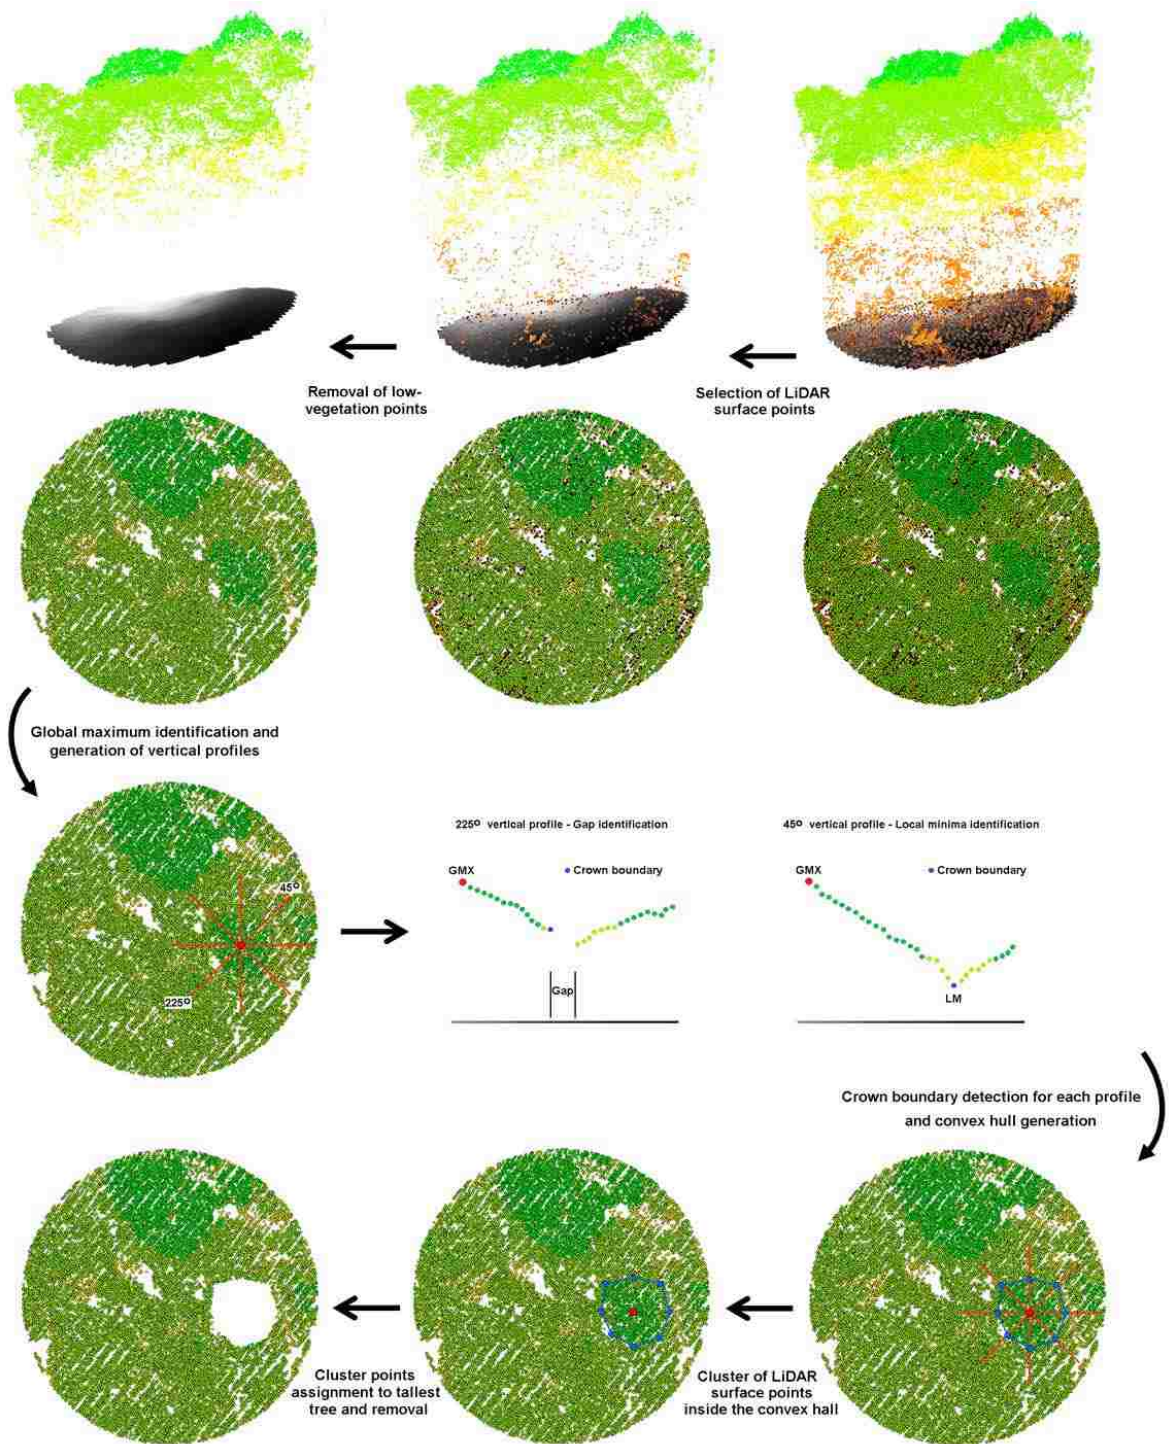 Removal of low-
vegetation points
Selection of LiDAR
surface points
Global maximum identification and
generation of vertical profiles
45º
225º
225º vertical profile - Gap identification
GMX
Crown boundary
Gap
45º vertical profile - Local minima identification
GMX
Crown boundary
LM
Crown boundary detection for each profile
and convex hull generation
Cluster points
assignment to tallest
tree and removal
Cluster of LiDAR
surface points
inside the convex hall